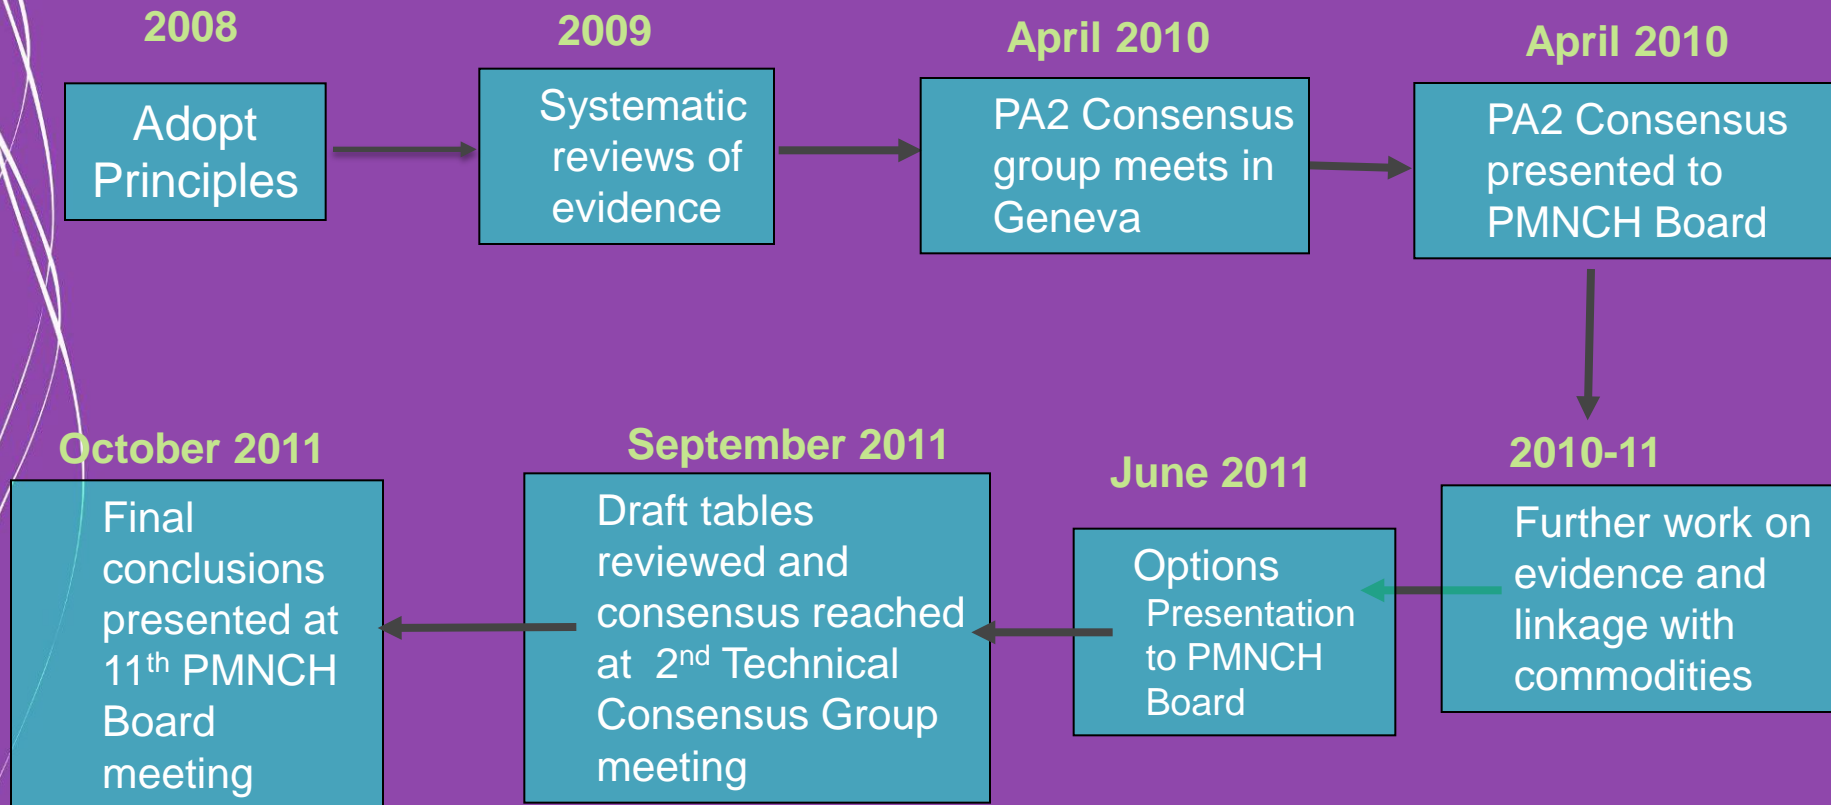 2008
Adopt
Principles
2009
Systematic
reviews of
evidence
April 2010
PA2 Consensus
group meets in
Geneva
April 2010
PA2 Consensus
presented to
PMNCH Board
2010-11
Further work on
evidence and
linkage with
commodities
June 2011
Options
Presentation
to PMNCH
Board
September 2011
Draft tables
reviewed and
consensus reached
at 2nd Technical
Consensus Group
meeting
October 2011
Final
conclusions
presented at
11th PMNCH
Board
meeting